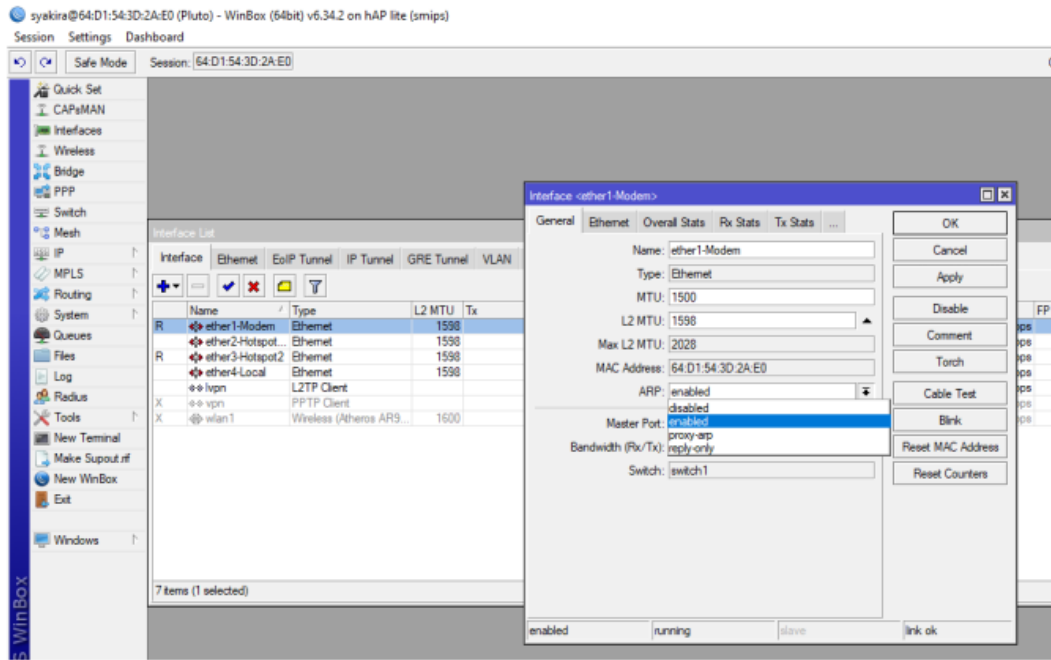 syakira@64:D1:54:3D:2A:E0 (Pluto) - WinBox (64bit) v6.34.2 on hAP lite (smips)
Session Settings Dashboard
Safe Mode Session: 64:D1:54:3D:2A:E0
Quick Set
CAPsMAN
Interfaces
Wireless
Bridge
PPP
Switch
Mesh
IP
MPLS
Routing
System
Queues
Files
Log
Radius
Tools
New Terminal
Make Supout.rif
New WinBox
Exit
Windows
S WinBox
Interface List
Interface Ethernet EoIP Tunnel IP Tunnel GRE Tunnel VLAN
Name Type L2 MTU Tx FP
R ether1-Modem Ethernet 1598
ether2-Hotspot... Ethernet 1598
R ether3-Hotspot2 Ethernet 1598
ether4-Local Ethernet 1598
lvpn L2TP Client
X vpn PPTP Client
X wlan1 Wireless (Atheros AR9... 1600
7 items (1 selected)
Interface <ether1-Modem>
General Ethernet Overall Stats Rx Stats Tx Stats ...
Name: ether1-Modem
Type: Ethernet
MTU: 1500
L2 MTU: 1598
Max L2 MTU: 2028
MAC Address: 64:D1:54:3D:2A:E0
ARP: enabled
disabled
enabled
proxy-arp
reply-only
Master Port:
Bandwidth (Rx/Tx):
Switch: switch1
OK
Cancel
Apply
Disable
Comment
Torch
Cable Test
Blink
Reset MAC Address
Reset Counters
enabled running slave link ok